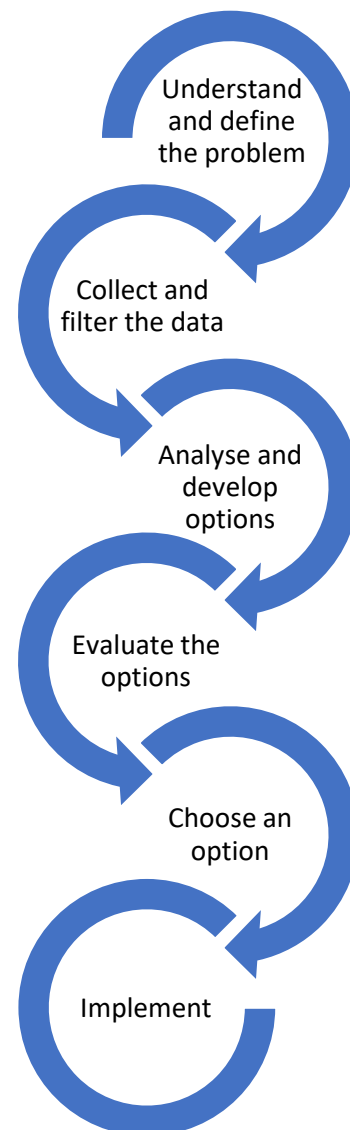 Understand
and define
the problem
Collect and
filter the data
Analyse and
develop
options
Evaluate the
options
Choose an
option
Implement